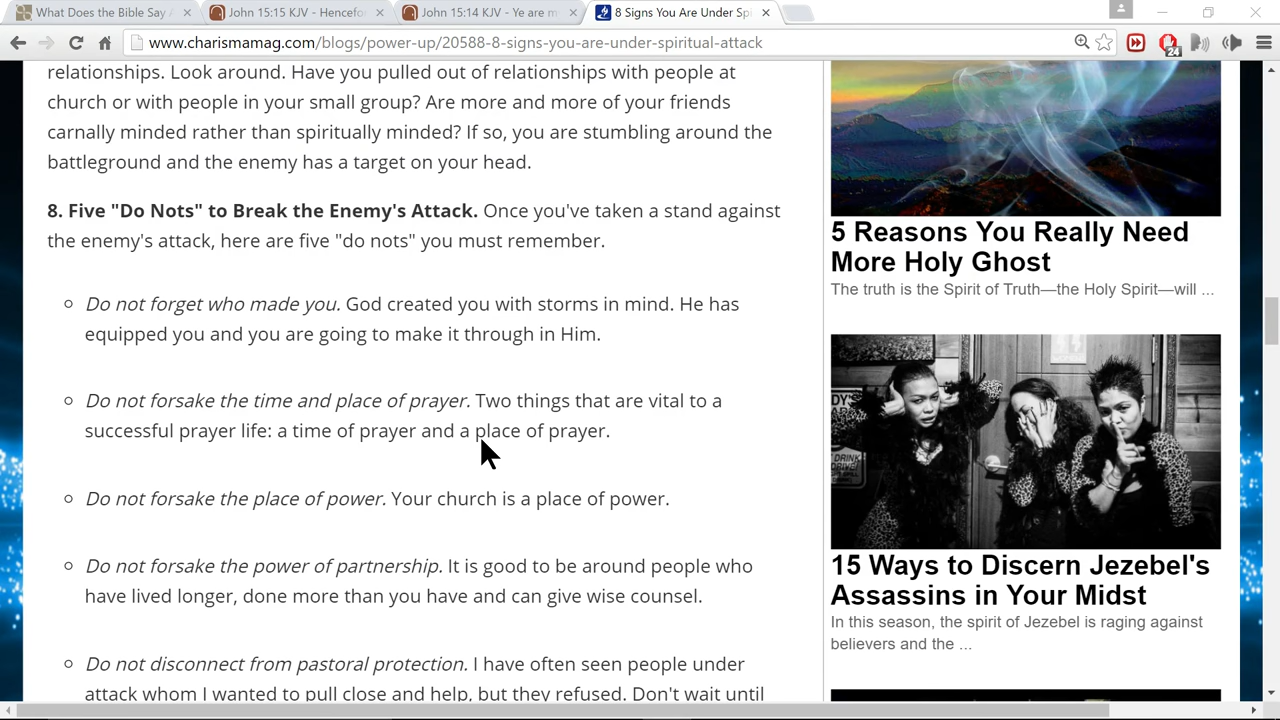 What Does the Bible Say
John 15:15 KJV - Hencefo
John 15:14 KJV - Ye are m
8 Signs You Are Under Spi
www.charismamag.com/blogs/power-up/20588-8-signs-you-are-under-spiritual-attack
24
relationships. Look around. Have you pulled out of relationships with people at
church or with people in your small group? Are more and more of your friends
carnally minded rather than spiritually minded? If so, you are stumbling around the
battleground and the enemy has a target on your head.
8. Five "Do Nots" to Break the Enemy's Attack. Once you've taken a stand against
the enemy's attack, here are five "do nots" you must remember.
Do not forget who made you. God created you with storms in mind. He has
equipped you and you are going to make it through in Him.
Do not forsake the time and place of prayer. Two things that are vital to a
successful prayer life: a time of prayer and a place of prayer.
Do not forsake the place of power. Your church is a place of power.
Do not forsake the power of partnership. It is good to be around people who
have lived longer, done more than you have and can give wise counsel.
Do not disconnect from pastoral protection. I have often seen people under
attack whom I wanted to pull close and help, but they refused. Don't wait until
5 Reasons You Really Need
More Holy Ghost
The truth is the Spirit of Truth—the Holy Spirit—will ...
15 Ways to Discern Jezebel's
Assassins in Your Midst
In this season, the spirit of Jezebel is raging against
believers and the ...